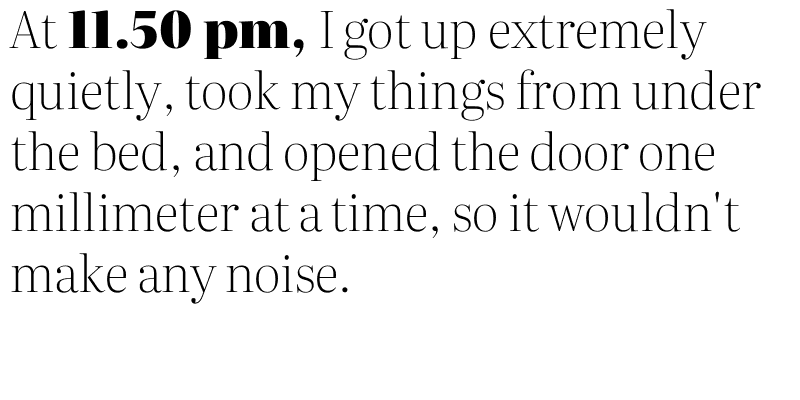 At 11.50 pm, I got up extremely
quietly, took my things from under
the bed, and opened the door one
millimeter at a time, so it wouldn't
make any noise.